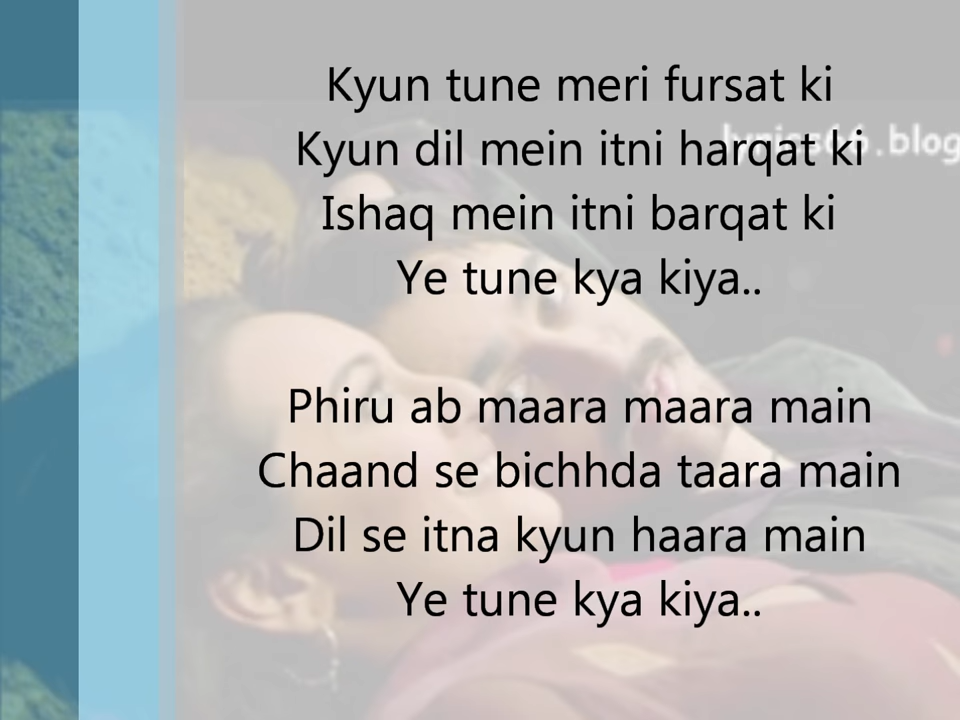 Kyun tune meri fursat ki
Kyun dil mein itni harqat ki
lyrics66.blog
Ishaq mein itni barqat ki
Ye tune kya kiya..
Phiru ab maara maara main
Chaand se bichhda taara main
Dil se itna kyun haara main
Ye tune kya kiya..